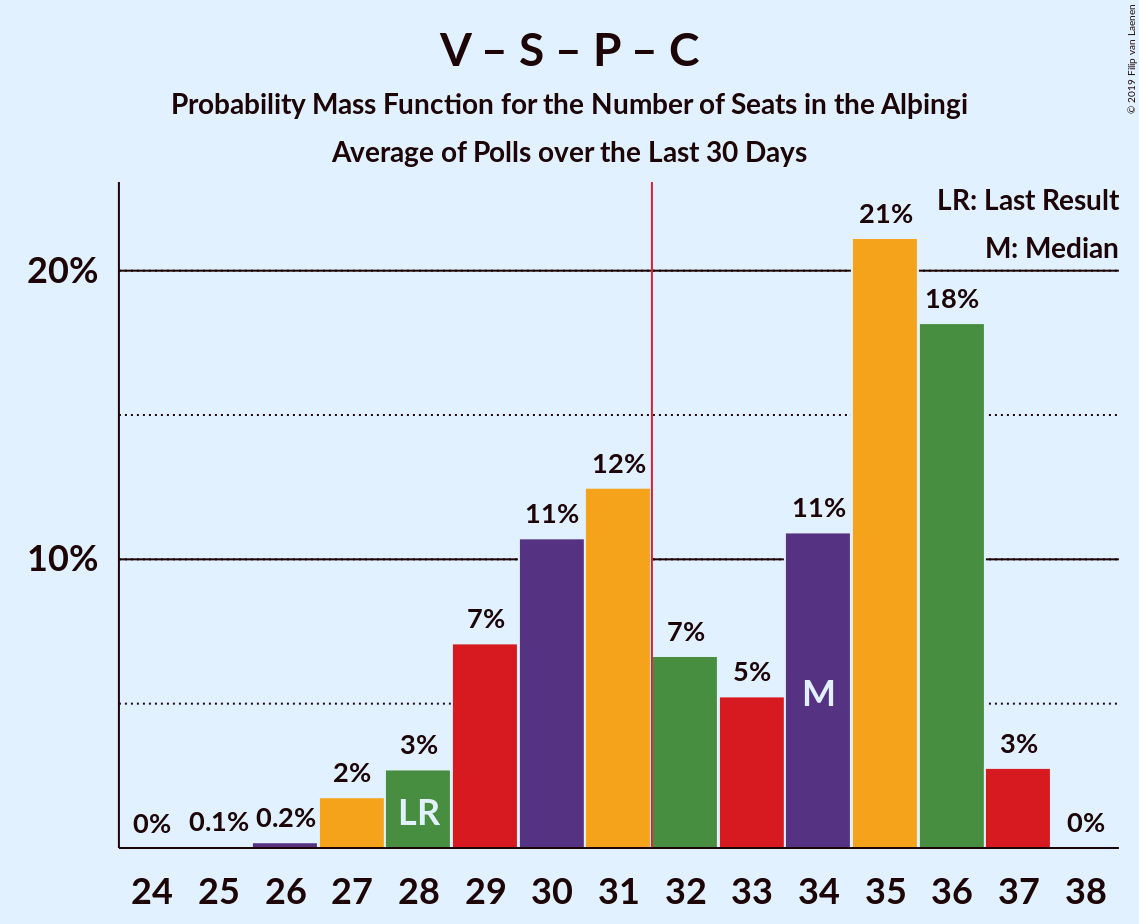 V – S – P – C
Probability Mass Function for the Number of Seats in the Alþingi
Average of Polls over the Last 30 Days
© 2019 Filip van Laenen
LR: Last Result
M: Median
20%
10%
0% 0.1% 0.2% 2% 3% 7% 11% 12% 7% 5% 11% 21% 18% 3% 0%
LR M
24 25 26 27 28 29 30 31 32 33 34 35 36 37 38